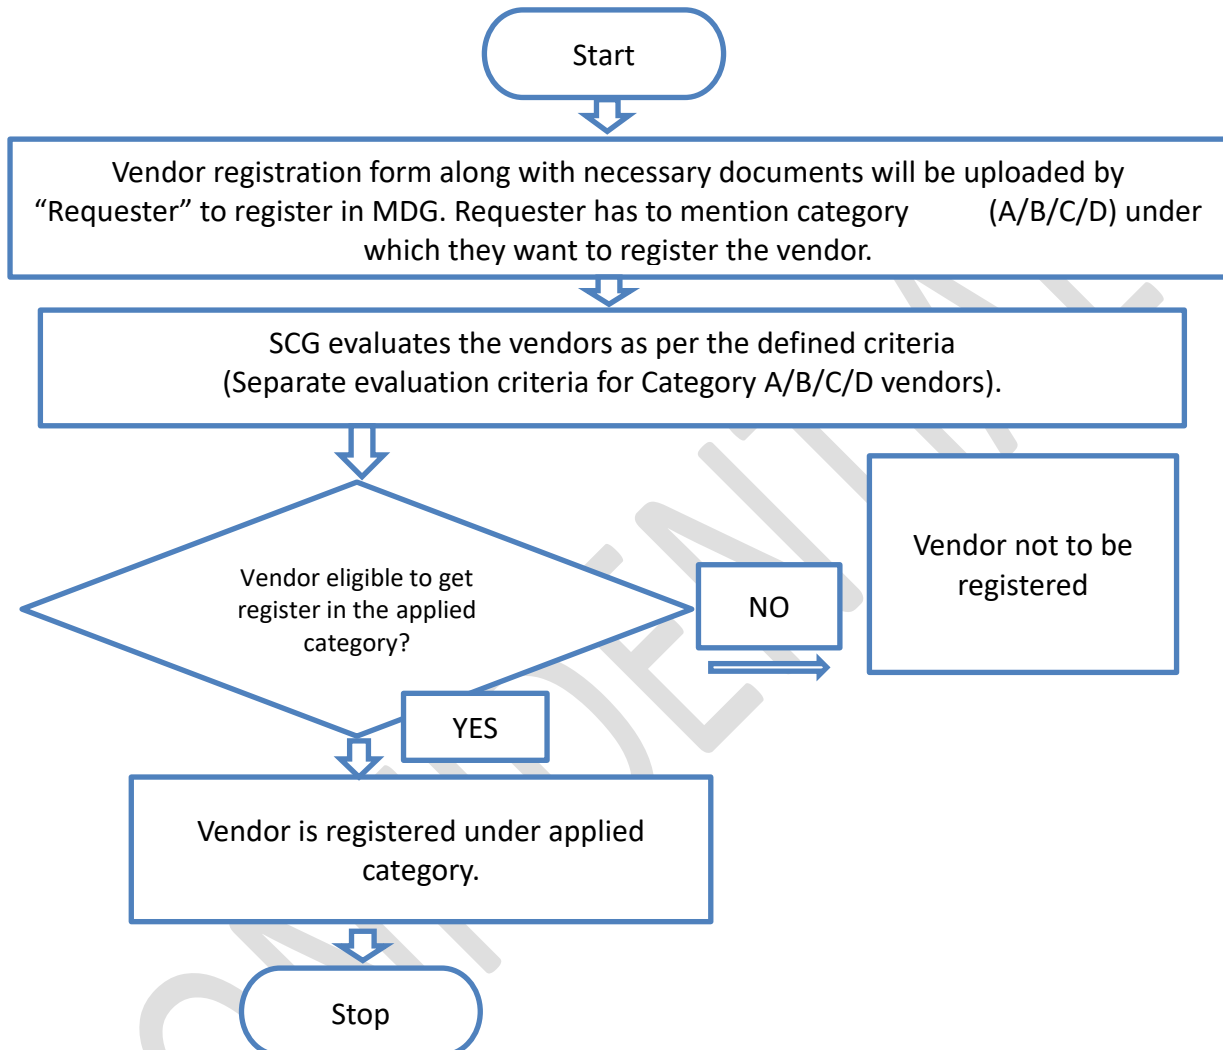 Start
Vendor registration form along with necessary documents will be uploaded by
“Requester” to register in MDG. Requester has to mention category (A/B/C/D) under
which they want to register the vendor.
SCG evaluates the vendors as per the defined criteria
(Separate evaluation criteria for Category A/B/C/D vendors).
Vendor eligible to get
register in the applied
category?
NO
Vendor not to be
registered
YES
Vendor is registered under applied
category.
Stop